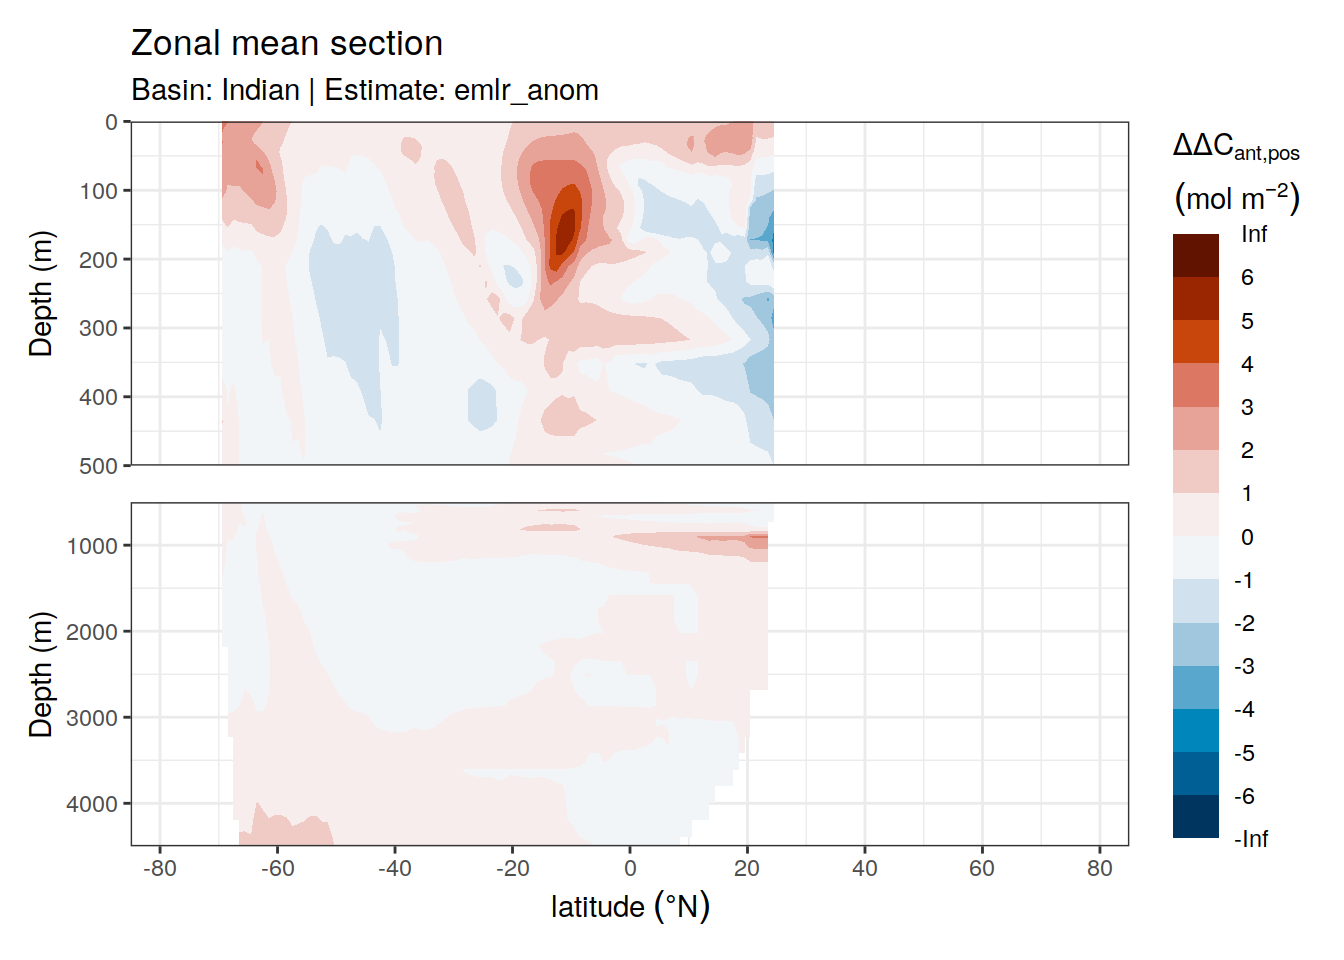 Zonal mean section
Basin: Indian | Estimate: emlr_anom
Depth (m)
0
100
200
300
400
500
Depth (m)
1000
2000
3000
4000
-80 -60 -40 -20 0 20 40 60 80
latitude (°N)
ΔΔCant,pos
(mol m−2)
Inf
6
5
4
3
2
1
0
-1
-2
-3
-4
-5
-6
-Inf